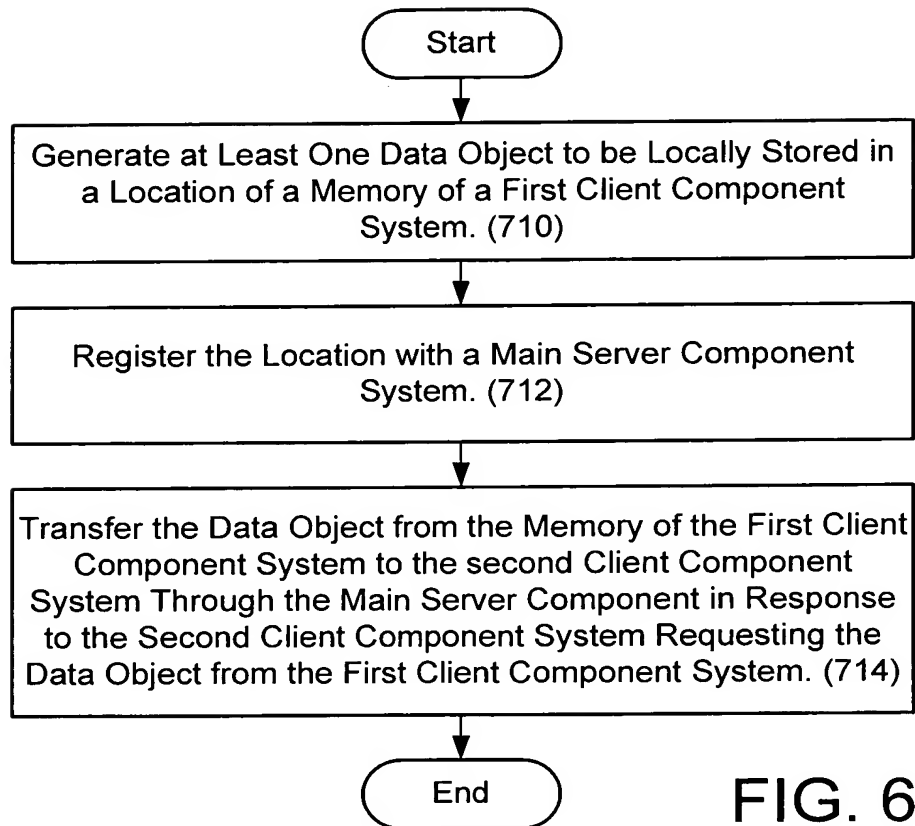 Start
Generate at Least One Data Object to be Locally Stored in
a Location of a Memory of a First Client Component
System. (710)
Register the Location with a Main Server Component
System. (712)
Transfer the Data Object from the Memory of the First Client
Component System to the second Client Component
System Through the Main Server Component in Response
to the Second Client Component System Requesting the
Data Object from the First Client Component System. (714)
End
FIG. 6